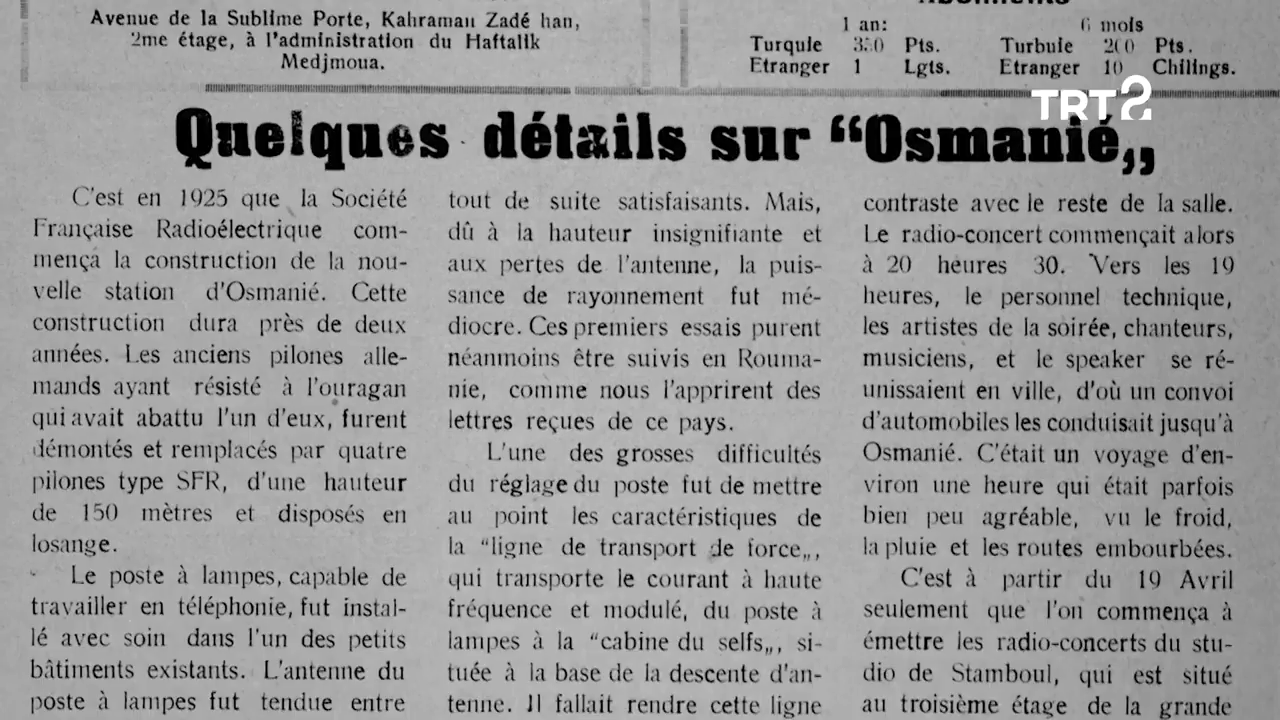 Avenue de la Sublime Porte, Kahraman Zadé han,
2me étage, à l'administration du Haftalik
Medjmoua.
Abonments
1 an: 6 mois
Turquie 350 Pts. Turbuie 200 Pts.
Etranger 1 Lgts. Etranger 10 Chilings.
TRT2
Quelques détails sur “Osmanié„
C'est en 1925 que la Société
Française Radioélectrique com-
mença la construction de la nou-
velle station d'Osmanié. Cette
construction dura près de deux
années. Les anciens pilones alle-
mands ayant résisté à l'ouragan
qui avait abattu l'un d'eux, furent
démontés et remplacés par quatre
pilones type SFR, d'une hauteur
de 150 mètres et disposés en
losange.
Le poste à lampes, capable de
travailler en téléphonie, fut instal-
lé avec soin dans l'un des petits
bâtiments existants. L'antenne du
poste à lampes fut tendue entre
tout de suite satisfaisants. Mais,
dû à la hauteur insignifiante et
aux pertes de l'antenne, la puis-
sance de rayonnement fut mé-
diocre. Ces premiers essais purent
néanmoins être suivis en Rouma-
nie, comme nous l'apprirent des
lettres reçues de ce pays.
L'une des grosses difficultés
du réglage du poste fut de mettre
au point les caractéristiques de
la “ligne de transport de force„,
qui transporte le courant à haute
fréquence et modulé, du poste à
lampes à la “cabine du selfs„, si-
tuée à la base de la descente d'an-
tenne. Il fallait rendre cette ligne
contraste avec le reste de la salle.
Le radio-concert commençait alors
à 20 heures 30. Vers les 19
heures, le personnel technique,
les artistes de la soirée, chanteurs,
musiciens, et le speaker se ré-
unissaient en ville, d'où un convoi
d'automobiles les conduisait jusqu'à
Osmanié. C'était un voyage d'en-
viron une heure qui était parfois
bien peu agréable, vu le froid,
la pluie et les routes embourbées.
C'est à partir du 19 Avril
seulement que l'on commença à
émettre les radio-concerts du stu-
dio de Stamboul, qui est situé
au troisième étage de la grande